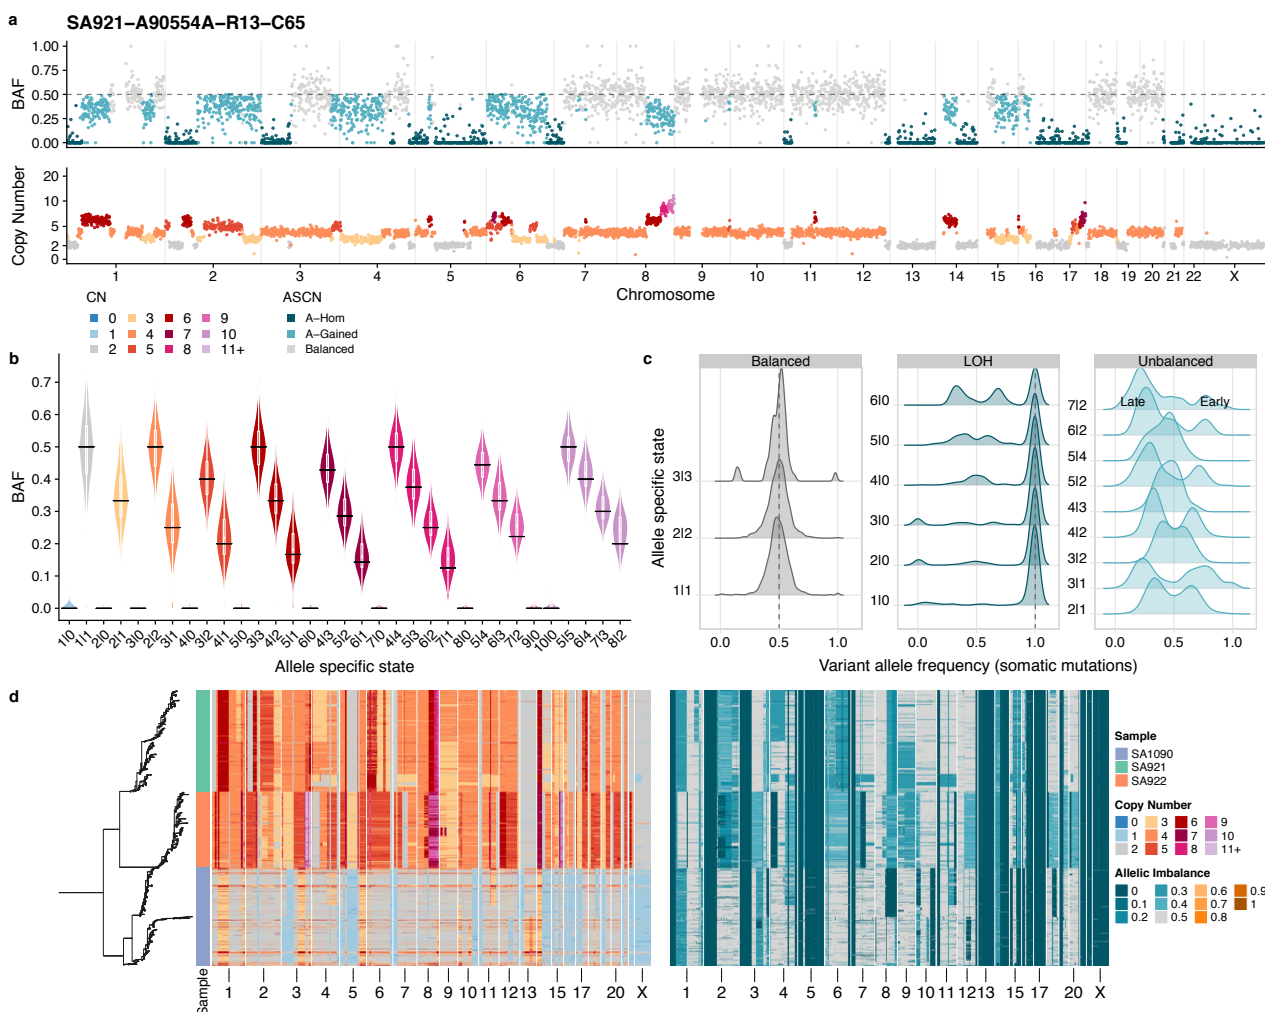 a
SA921−A90554A−R13−C65
BAF
1.00
0.75
0.50
0.25
0.00
Copy Number
20
10
5
2
0
1 2 3 4 5 6 7 8 9 10 11 12 13 14 15 16 17 18 19 20 21 22 X
Chromosome
CN
0 3 6 9
1 4 7 10
2 5 8 11+
ASCN
A−Hom
A−Gained
Balanced
b
BAF
0.7
0.6
0.5
0.4
0.3
0.2
0.1
0.0
1|0 1|1 2|0 2|1 3|0 2|2 3|1 4|0 3|2 4|1 5|0 3|3 4|2 5|1 6|0 4|3 5|2 6|1 7|0 4|4 5|3 6|2 7|1 8|0 5|4 6|3 7|2 9|0 10|0 5|5 6|4 7|3 8|2
Allele specific state
c
Balanced LOH Unbalanced
Allele specific state
3|3
2|2
1|1
0.0 0.5 1.0
6|0
5|0
4|0
3|0
2|0
1|0
0.0 0.5 1.0
Late Early
7|2
6|2
5|4
5|2
4|3
4|2
3|2
3|1
2|1
0.0 0.5 1.0
Variant allele frequency (somatic mutations)
d
Sample
1 2 3 4 5 6 7 8 9 10 11 12 13 15 17 20 X
1 2 3 4 5 6 7 8 9 10 11 12 13 15 17 20 X
Sample
SA1090
SA921
SA922
Copy Number
0 3 6 9
1 4 7 10
2 5 8 11+
Allelic Imbalance
0 0.3 0.6 0.9
0.1 0.4 0.7 1
0.2 0.5 0.8